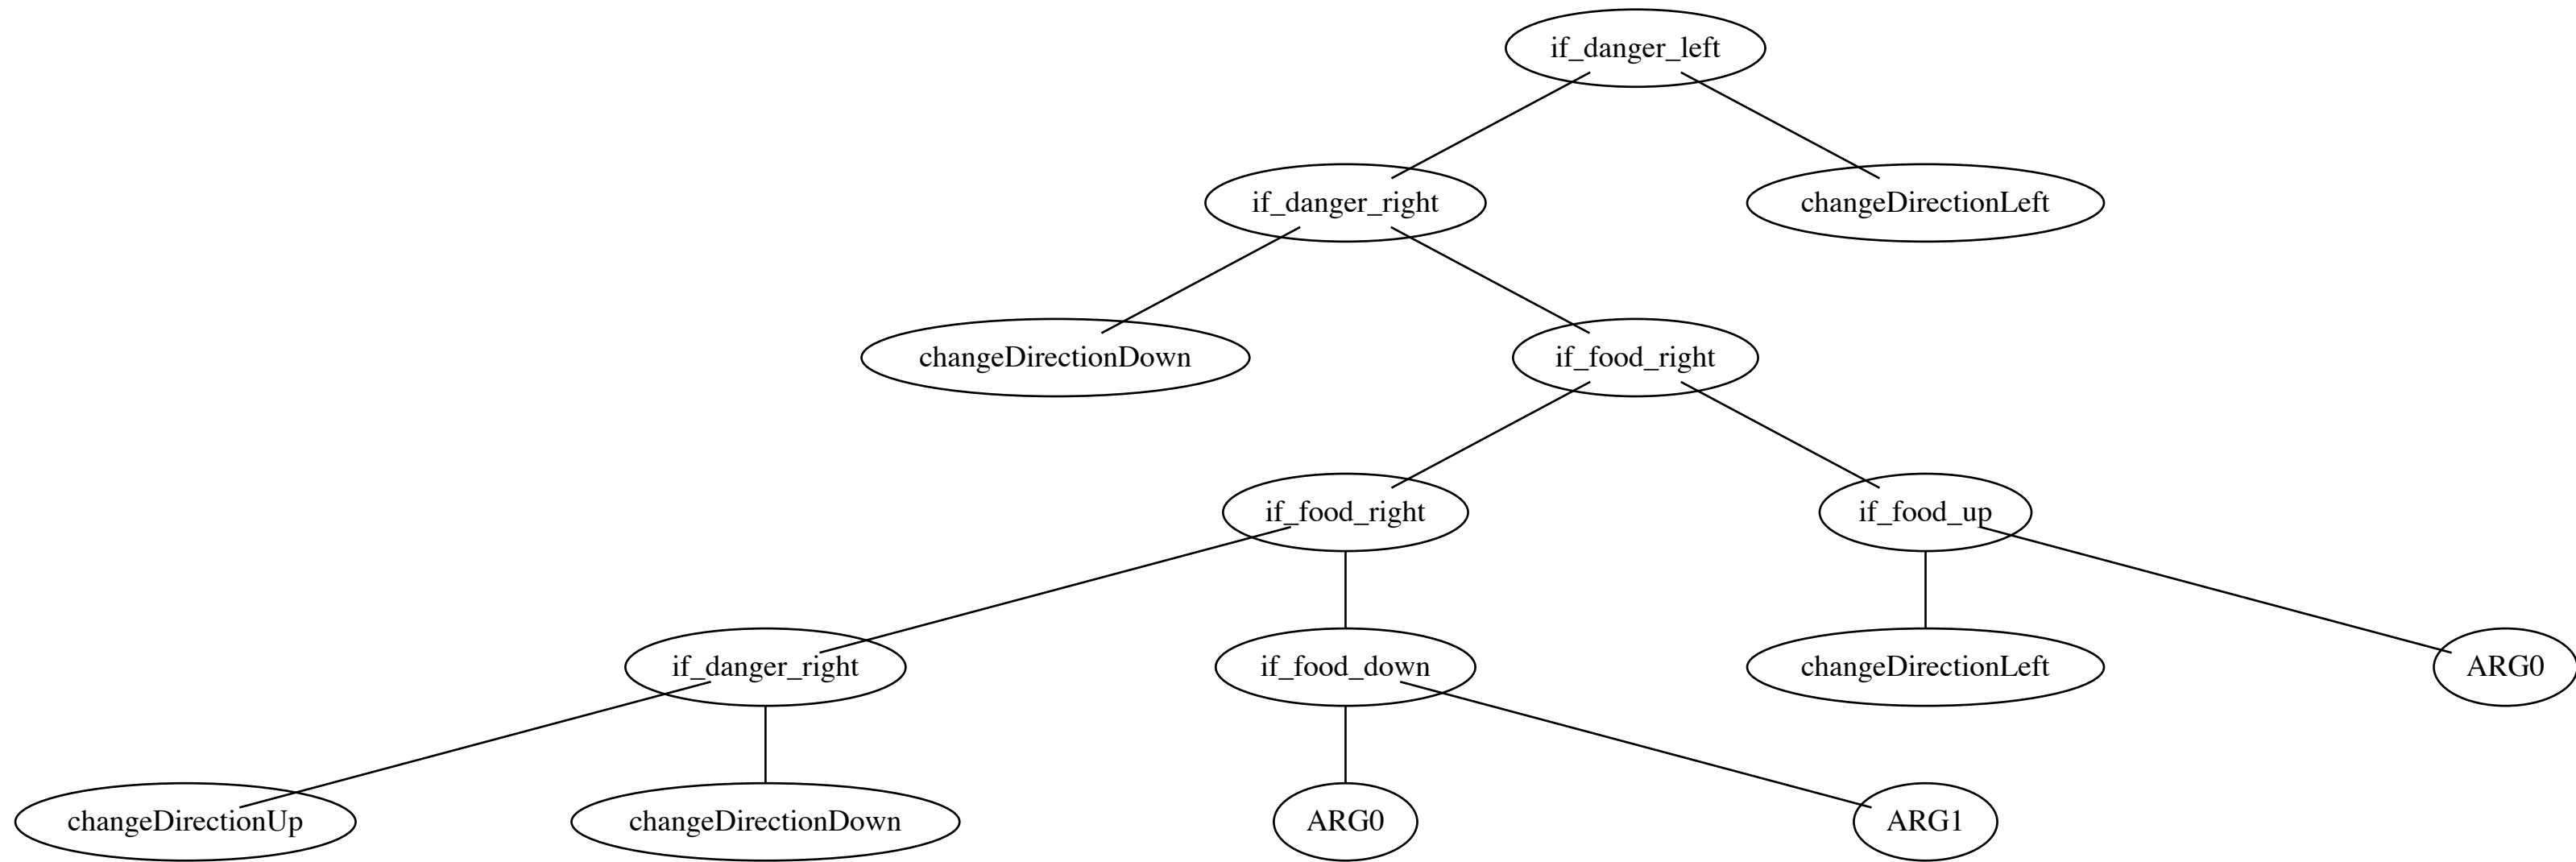 if_danger_left
if_danger_right
changeDirectionLeft
changeDirectionDown
if_food_right
if_food_right
if_food_up
if_danger_right
if_food_down
changeDirectionLeft
ARG0
changeDirectionUp
changeDirectionDown
ARG0
ARG1